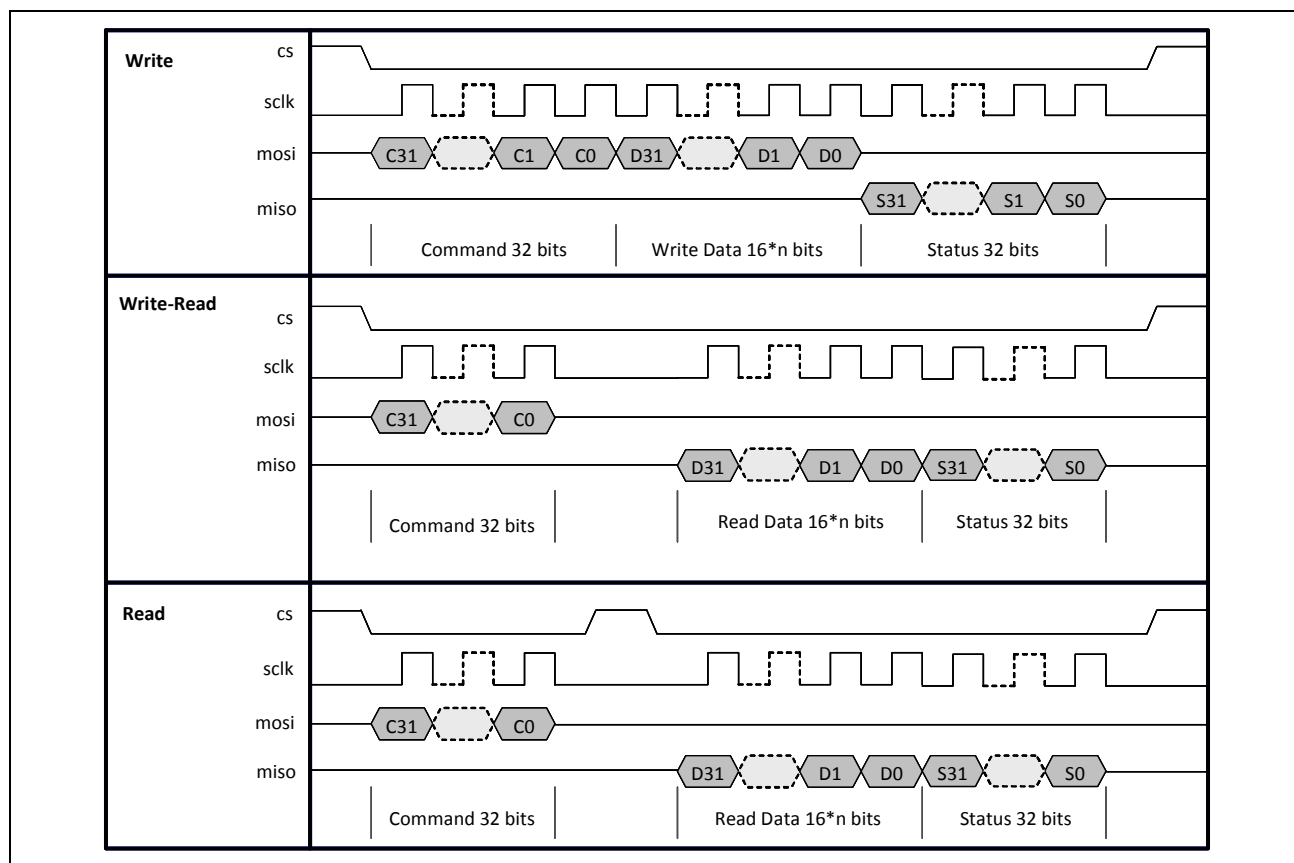 Write
cs
sclk
mosi
C31 C1 C0 D31 D1 D0
miso
S31 S1 S0
Command 32 bits Write Data 16*n bits Status 32 bits
Write-Read
cs
sclk
mosi
C31 C0
miso
D31 D1 D0 S31 S0
Command 32 bits Read Data 16*n bits Status 32 bits
Read
cs
sclk
mosi
C31 C0
miso
D31 D1 D0 S31 S0
Command 32 bits Read Data 16*n bits Status 32 bits